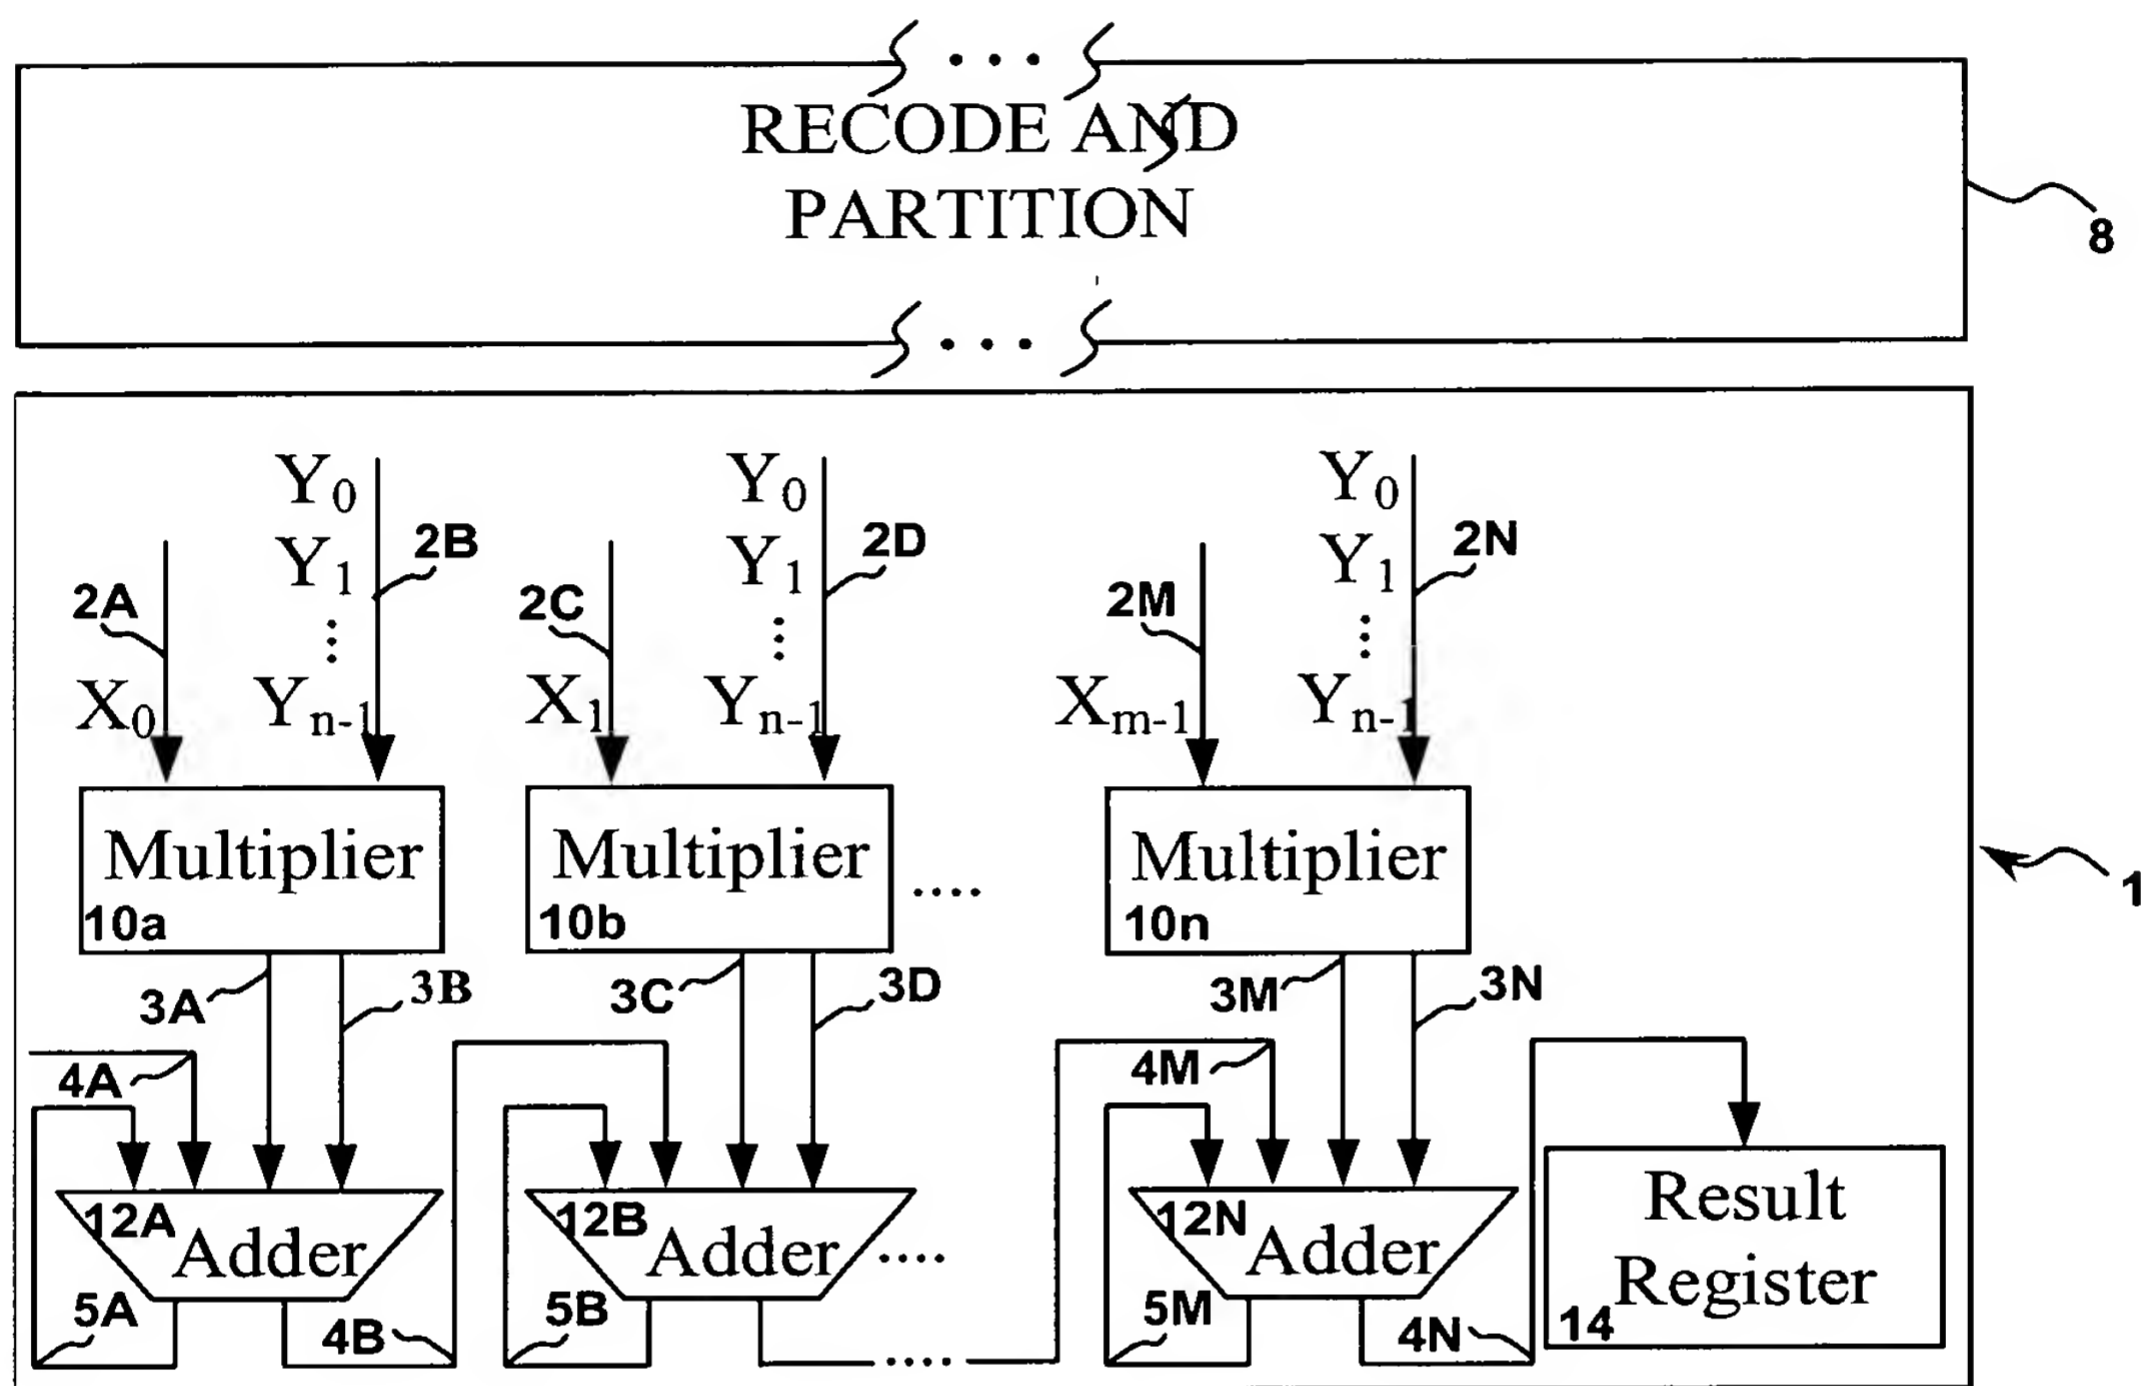 RECODE AND
PARTITION
8
Y0
Y1
2B
2A
X0
Yn-1
Y0
Y1
2D
2C
X1
Yn-1
Y0
Y1
2N
2M
Xm-1
Yn-1
Multiplier
10a
Multiplier
10b
....
Multiplier
10n
1
3A
3B
3C
3D
3M
3N
4A
4M
12A
Adder
12B
Adder
....
12N
Adder
Result
Register
14
5A
4B
5B
....
5M
4N